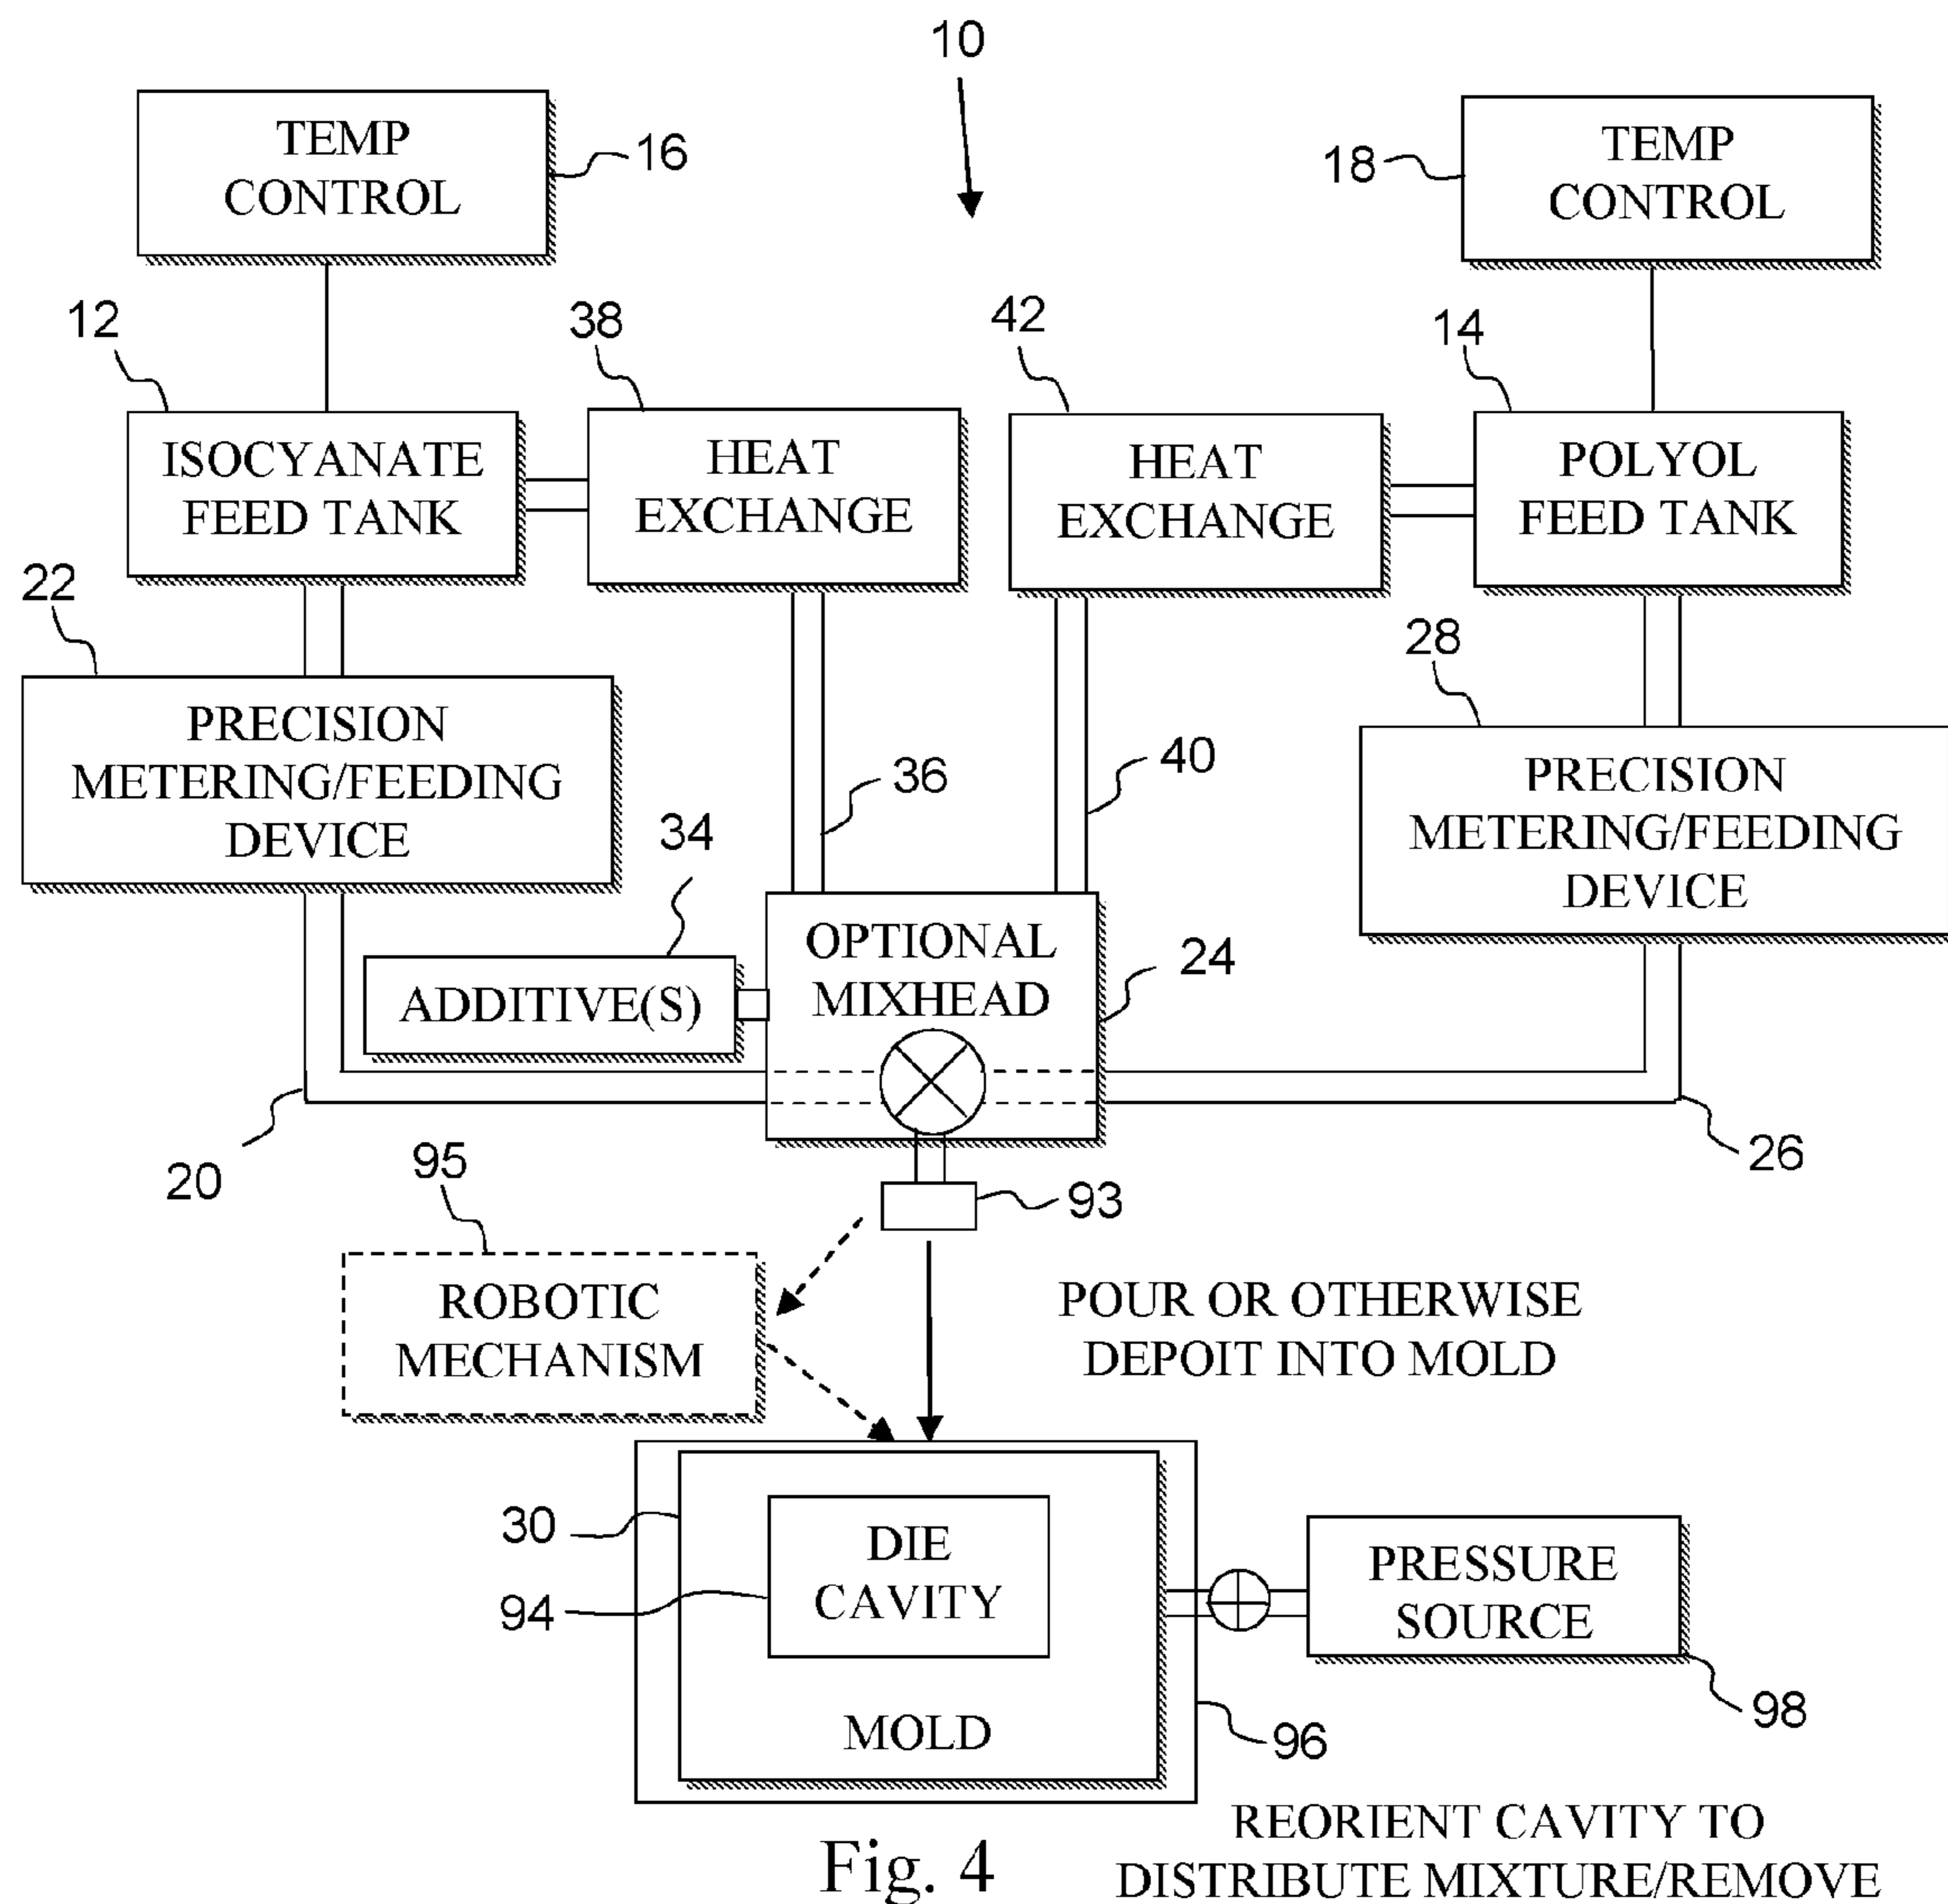 10
TEMP
CONTROL
16
18
TEMP
CONTROL
12
38
42
14
ISOCYANATE
FEED TANK
HEAT
EXCHANGE
HEAT
EXCHANGE
POLYOL
FEED TANK
22
28
PRECISION
METERING/FEEDING
DEVICE
36
40
PRECISION
METERING/FEEDING
DEVICE
34
ADDITIVE(S)
OPTIONAL
MIXHEAD
24
20
26
95
93
ROBOTIC
MECHANISM
POUR OR OTHERWISE
DEPOIT INTO MOLD
30
DIE
CAVITY
94
MOLD
PRESSURE
SOURCE
96
98
REORIENT CAVITY TO
DISTRIBUTE MIXTURE/REMOVE
Fig. 4